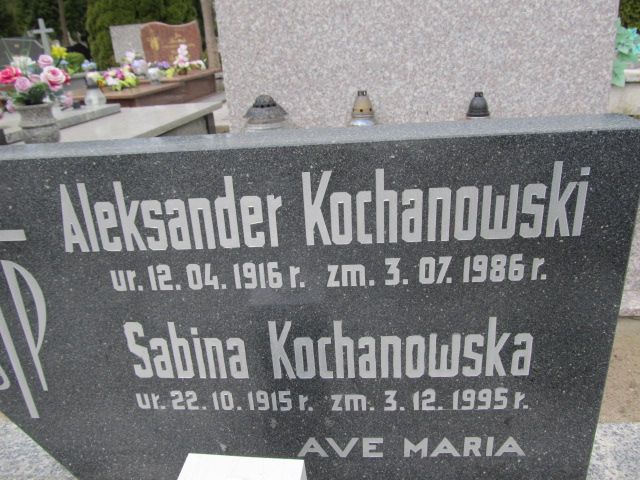 Aleksander Kochanowski
ur. 12. 04. 1916 r. zm. 3. 07. 1986 r.
Sabina Kochanowska
ur. 22. 10. 1915 r. zm. 3. 12. 1995 r.
AVE MARIA